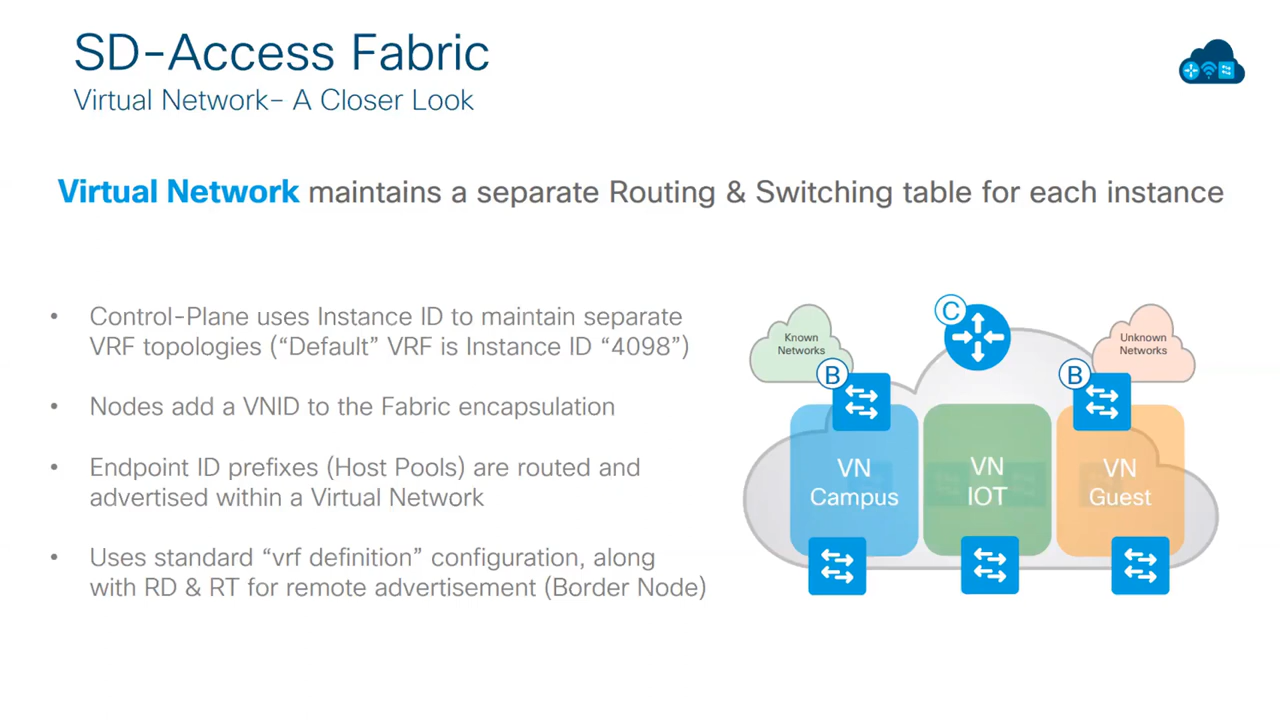 SD-Access Fabric
Virtual Network- A Closer Look
Virtual Network maintains a separate Routing & Switching table for each instance
• Control-Plane uses Instance ID to maintain separate
VRF topologies (“Default” VRF is Instance ID “4098”)
• Nodes add a VNID to the Fabric encapsulation
• Endpoint ID prefixes (Host Pools) are routed and
advertised within a Virtual Network
• Uses standard “vrf definition” configuration, along
with RD & RT for remote advertisement (Border Node)
C
Known
Networks
Unknown
Networks
B
B
VN
Campus
VN
IOT
VN
Guest